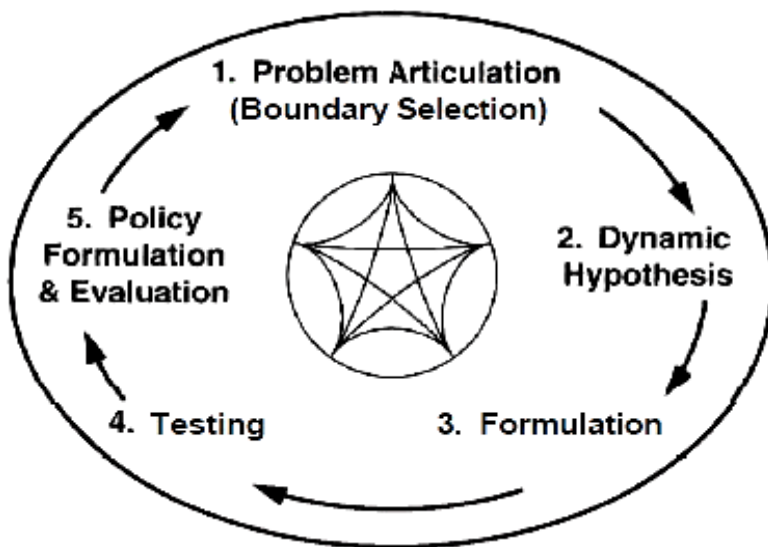 1. Problem Articulation
(Boundary Selection)
2. Dynamic
Hypothesis
3. Formulation
4. Testing
5. Policy
Formulation
& Evaluation